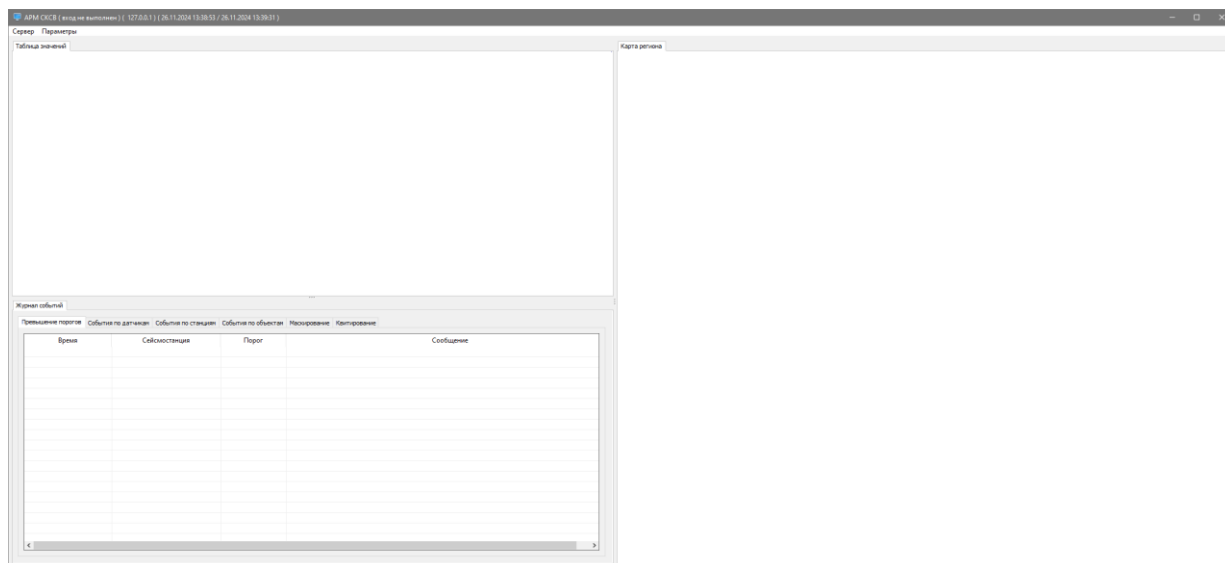 АРМ СКСВ ( вход не выполнен ) ( 127.0.0.1 ) ( 26.11.2024 13:38:53 / 26.11.2024 13:39:31 )
Сервер Параметры
Таблица значений
Карта региона
Журнал событий
Превышение порогов События по датчикам События по станциям События по объектам Маскирование Квитирование
Время Сейсмостанция Порог Сообщение